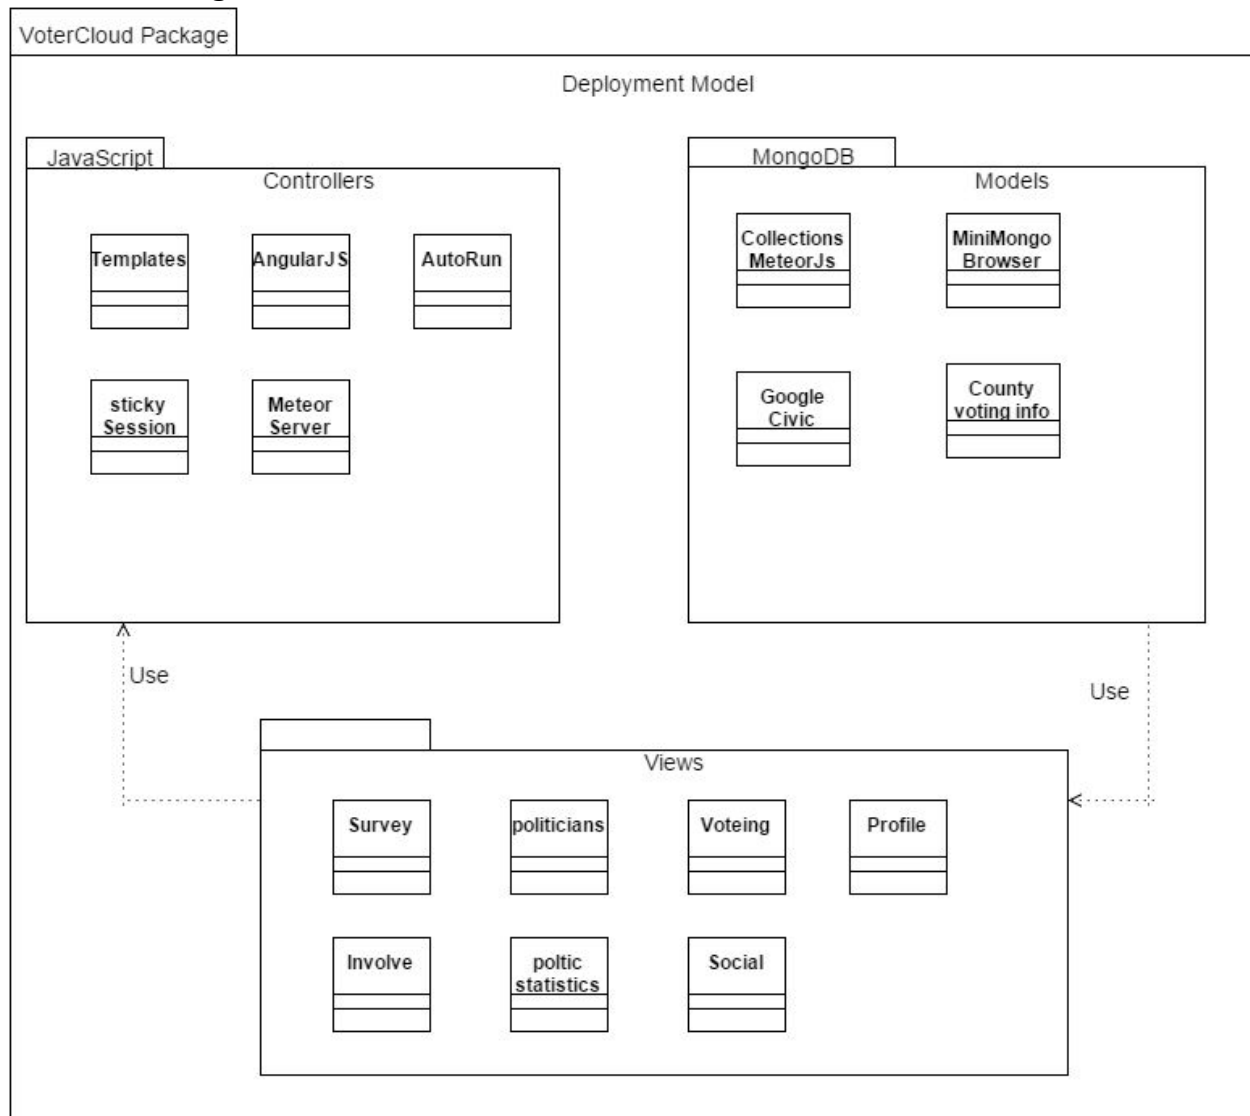 VoterCloud Package
Deployment Model
JavaScript
Controllers
Templates
AngularJS
AutoRun
sticky
Session
Meteor
Server
MongoDB
Models
Collections
MeteorJs
MiniMongo
Browser
Google
Civic
County
voting info
Use
Use
Views
Survey
politicians
Voteing
Profile
Involve
poltic
statistics
Social